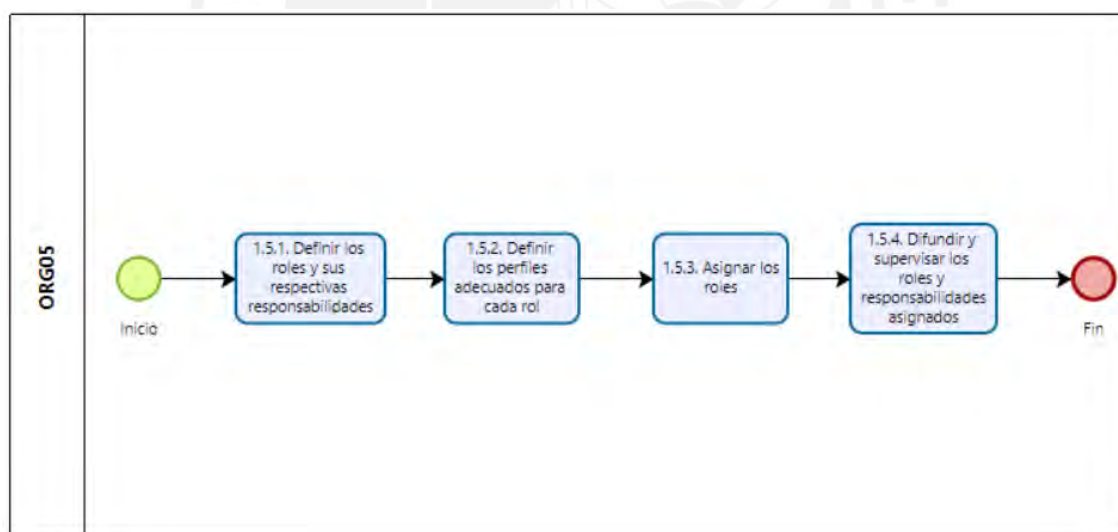 ORG05
Inicio
1.5.1. Definir los
roles y sus
respectivas
responsabilidades
1.5.2. Definir
los perfiles
adecuados para
cada rol
1.5.3. Asignar los
roles
1.5.4. Difundir y
supervisar los
roles y
responsabilidades
asignados
Fin